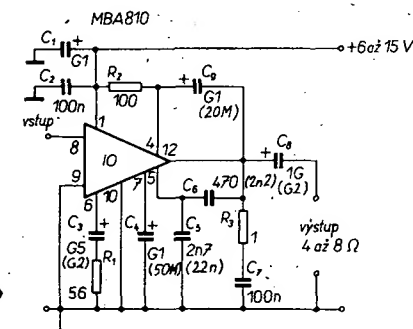 MBA810
C1 + G1
+6 až 15 V
C2 100n
R2 100
+ C9 G1 (20M)
vstup
1
4 12
8
IO
+ C8 1G (G2)
9
6 10 7 5
C6 470 (2n2)
C3 + G5 (G2)
C4 + G1 (50M)
C5 2n7 (22n)
R3 1
výstup
4 až 8 Ω
R1 56
C7 100n